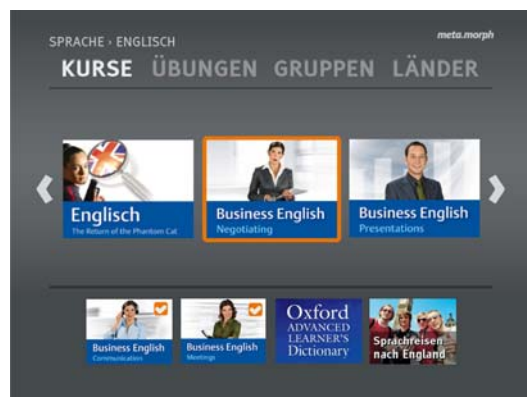 SPRACHE › ENGLISCH
meta.morph
KURSE ÜBUNGEN GRUPPEN LÄNDER
Englisch
The Return of the Phantom Cat
Business English
Negotiating
Business English
Presentations
Business English
Communication
Business English
Meetings
Oxford
ADVANCED
LEARNER'S
Dictionary
Sprachreisen
nach England